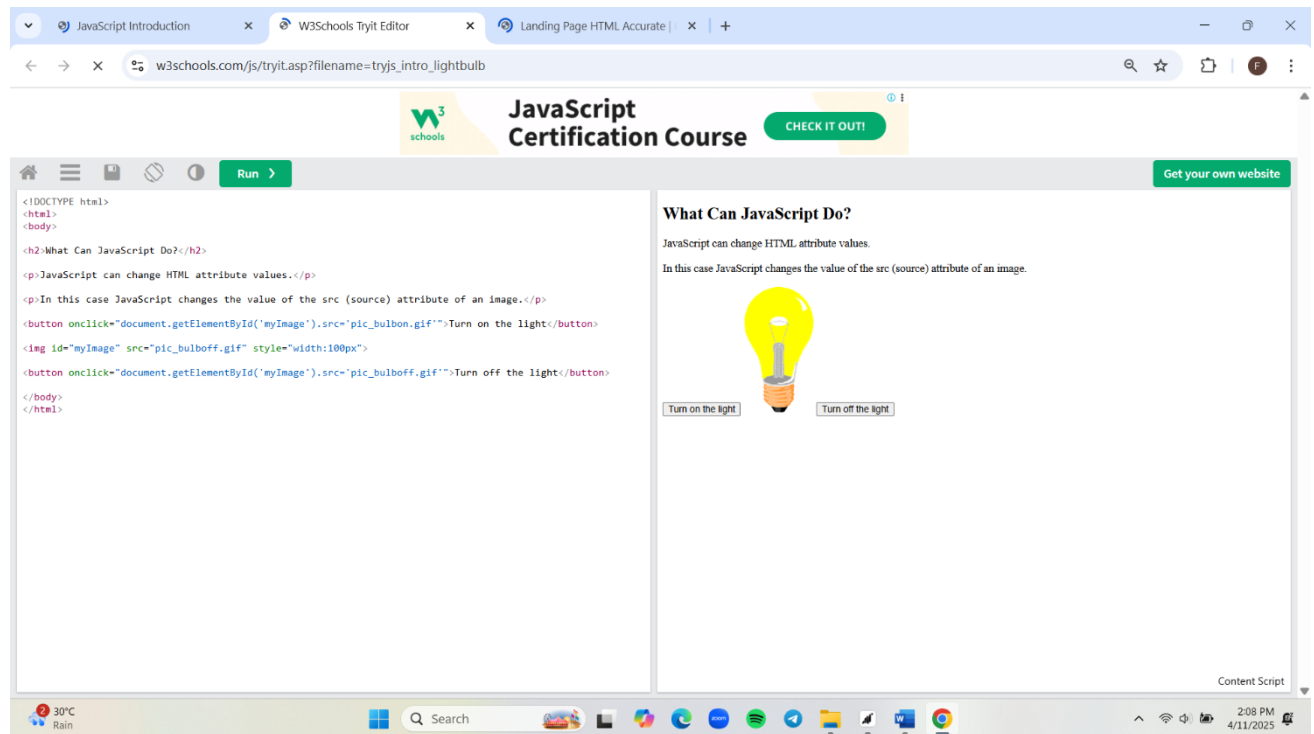 JavaScript Introduction
W3Schools Tryit Editor
Landing Page HTML Accurate |
w3schools.com/js/tryit.asp?filename=tryjs_intro_lightbulb
F
W3
schools
JavaScript
Certification Course
CHECK IT OUT!
Run ❯
Get your own website
<!DOCTYPE html>
<html>
<body>
<h2>What Can JavaScript Do?</h2>
<p>JavaScript can change HTML attribute values.</p>
<p>In this case JavaScript changes the value of the src (source) attribute of an image.</p>
<button onclick="document.getElementById('myImage').src='pic_bulbon.gif'">Turn on the light</button>
<img id="myImage" src="pic_bulboff.gif" style="width:100px">
<button onclick="document.getElementById('myImage').src='pic_bulboff.gif'">Turn off the light</button>
</body>
</html>
What Can JavaScript Do?
JavaScript can change HTML attribute values.
In this case JavaScript changes the value of the src (source) attribute of an image.
Turn on the light
Turn off the light
Content Script
2
30°C
Rain
Search
zoom
W
2:08 PM
4/11/2025